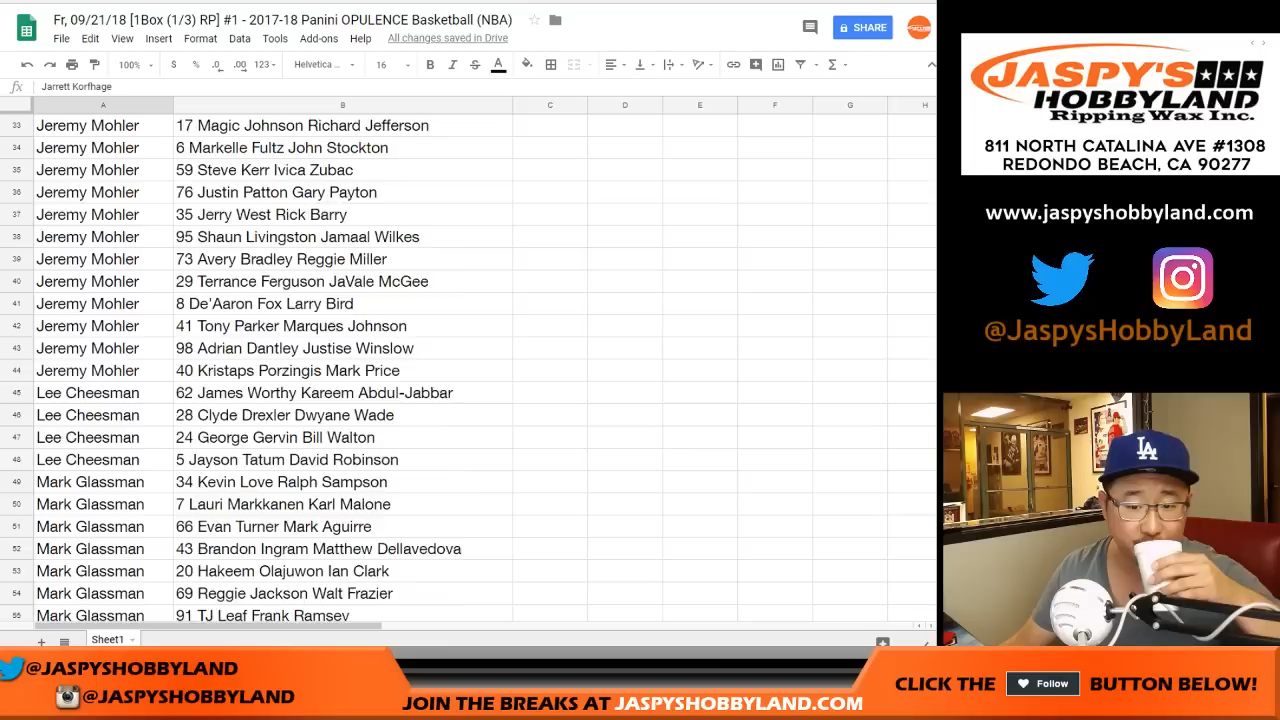 Fr, 09/21/18 [1Box (1/3) RP] #1 - 2017-18 Panini OPULENCE Basketball (NBA)
File Edit View Insert Format Data Tools Add-ons Help All changes saved in Drive
SHARE
100% $ % .0 .00 123 Helvetica ... 16 B I S A
fx Jarrett Korfhage
A B C D E F G H
33 Jeremy Mohler 17 Magic Johnson Richard Jefferson
34 Jeremy Mohler 6 Markelle Fultz John Stockton
35 Jeremy Mohler 59 Steve Kerr Ivica Zubac
36 Jeremy Mohler 76 Justin Patton Gary Payton
37 Jeremy Mohler 35 Jerry West Rick Barry
38 Jeremy Mohler 95 Shaun Livingston Jamaal Wilkes
39 Jeremy Mohler 73 Avery Bradley Reggie Miller
40 Jeremy Mohler 29 Terrance Ferguson JaVale McGee
41 Jeremy Mohler 8 De'Aaron Fox Larry Bird
42 Jeremy Mohler 41 Tony Parker Marques Johnson
43 Jeremy Mohler 98 Adrian Dantley Justise Winslow
44 Jeremy Mohler 40 Kristaps Porzingis Mark Price
45 Lee Cheesman 62 James Worthy Kareem Abdul-Jabbar
46 Lee Cheesman 28 Clyde Drexler Dwyane Wade
47 Lee Cheesman 24 George Gervin Bill Walton
48 Lee Cheesman 5 Jayson Tatum David Robinson
49 Mark Glassman 34 Kevin Love Ralph Sampson
50 Mark Glassman 7 Lauri Markkanen Karl Malone
51 Mark Glassman 66 Evan Turner Mark Aguirre
52 Mark Glassman 43 Brandon Ingram Matthew Dellavedova
53 Mark Glassman 20 Hakeem Olajuwon Ian Clark
54 Mark Glassman 69 Reggie Jackson Walt Frazier
55 Mark Glassman 91 TJ Leaf Frank Ramsey
Sheet1
JASPY'S
HOBBYLAND
Ripping Wax Inc.
811 NORTH CATALINA AVE #1308
REDONDO BEACH, CA 90277
www.jaspyshobbyland.com
@JaspysHobbyLand
LA
@JASPYSHOBBYLAND
@JASPYSHOBBYLAND
JOIN THE BREAKS AT JASPYSHOBBYLAND.COM
CLICK THE Follow BUTTON BELOW!